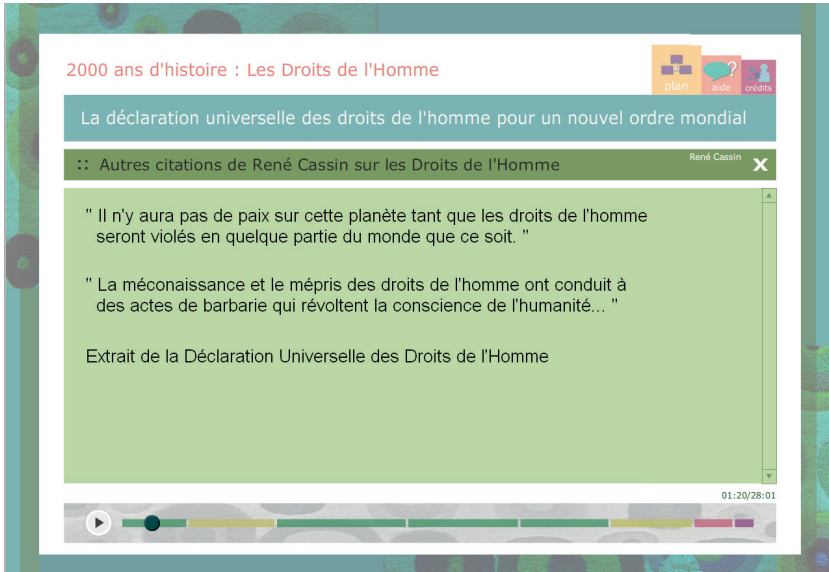 2000 ans d'histoire : Les Droits de l'Homme
plan
aide
crédits
La déclaration universelle des droits de l'homme pour un nouvel ordre mondial
:: Autres citations de René Cassin sur les Droits de l'Homme
René Cassin X
" Il n'y aura pas de paix sur cette planète tant que les droits de l'homme
seront violés en quelque partie du monde que ce soit. "
" La méconaissance et le mépris des droits de l'homme ont conduit à
des actes de barbarie qui révoltent la conscience de l'humanité... "
Extrait de la Déclaration Universelle des Droits de l'Homme
01:20/28:01